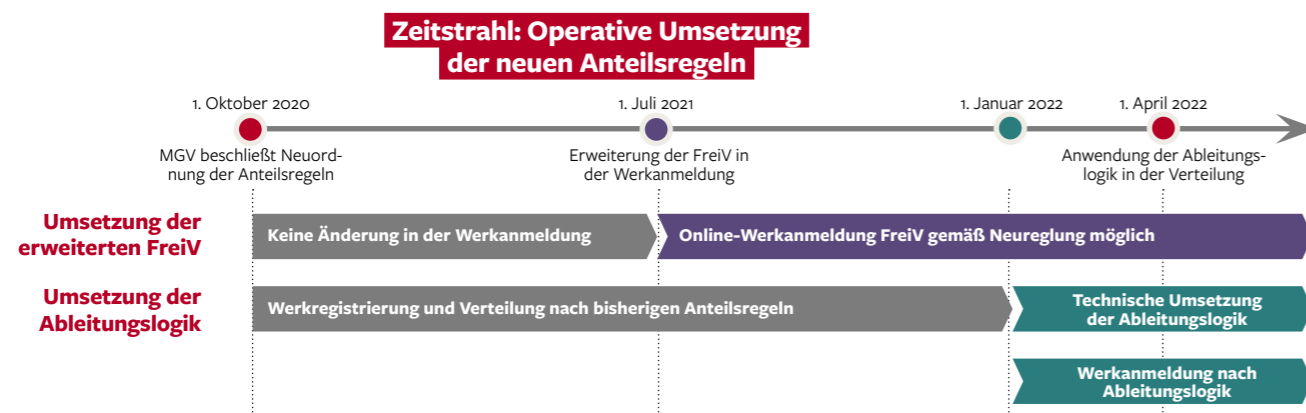 Zeitstrahl: Operative Umsetzung
der neuen Anteilsregeln
1. Oktober 2020
1. Juli 2021
1. Januar 2022
1. April 2022
MGV beschließt Neuord-
nung der Anteilsregeln
Erweiterung der FreiV in
der Werkanmeldung
Anwendung der Ableitungs-
logik in der Verteilung
Umsetzung der
erweiterten FreiV
Keine Änderung in der Werkanmeldung
Online-Werkanmeldung FreiV gemäß Neureglung möglich
Umsetzung der
Ableitungslogik
Werkregistrierung und Verteilung nach bisherigen Anteilsregeln
Technische Umsetzung
der Ableitungslogik
Werkanmeldung nach
Ableitungslogik